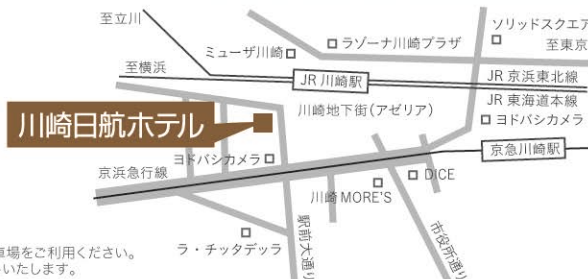 至立川
ソリッドスクエア
ミューザ川崎
ラゾーナ川崎プラザ
至東京
至横浜
JR 川崎駅
JR 京浜東北線
JR 東海道本線
川崎地下街(アゼリア)
ヨドバシカメラ
川崎日航ホテル
ヨドバシカメラ
京急川崎駅
京浜急行線
DICE
川崎 MORE'S
ラ・チッタデッラ
駅前大通り
市役所通り
車場をご利用ください。
いたします。